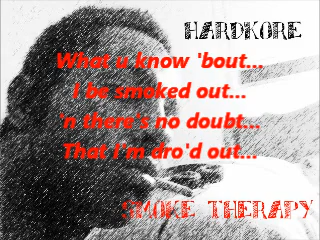 HARDKORE
What u know 'bout...
I be smoked out...
'n there's no doubt...
That I'm dro'd out...
SMOKE THERAPY